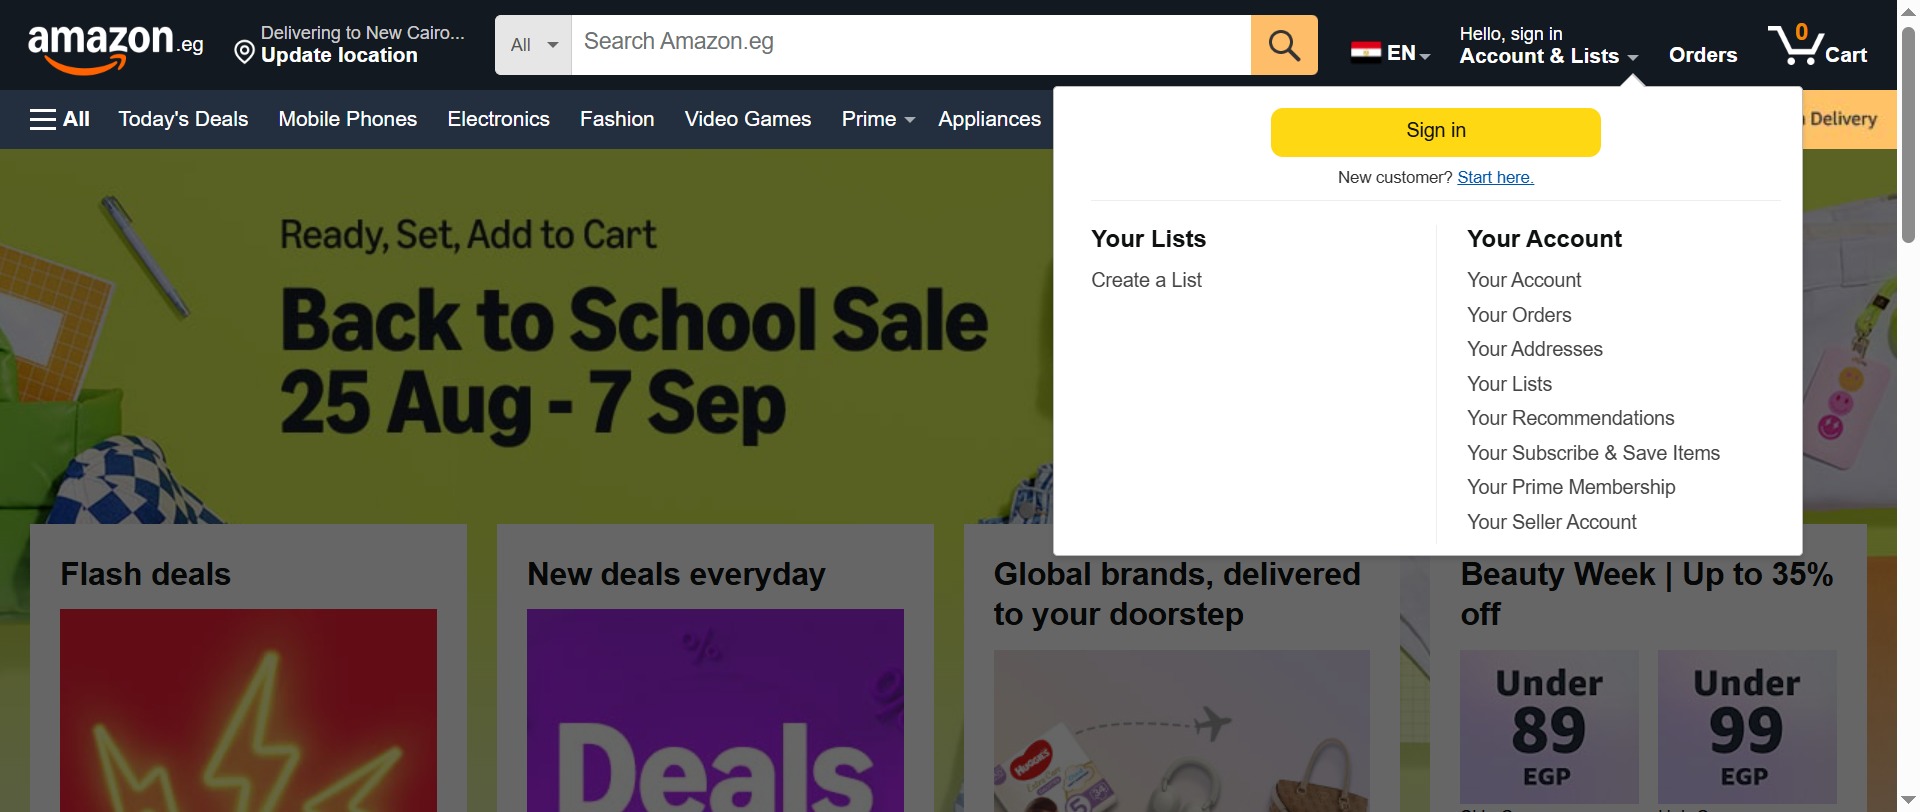 amazon.eg
Delivering to New Cairo...
Update location
All
Search Amazon.eg
EN
Hello, sign in
Account & Lists
Orders
0
Cart
All
Today's Deals
Mobile Phones
Electronics
Fashion
Video Games
Prime
Appliances
Delivery
Sign in
New customer? Start here.
Your Lists
Create a List
Your Account
Your Account
Your Orders
Your Addresses
Your Lists
Your Recommendations
Your Subscribe & Save Items
Your Prime Membership
Your Seller Account
Ready, Set, Add to Cart
Back to School Sale
25 Aug - 7 Sep
Flash deals
New deals everyday
%
%
Deals
Global brands, delivered
to your doorstep
HUGGIES
Extra Care
5
34
Beauty Week | Up to 35%
off
Under
89
EGP
Under
99
EGP